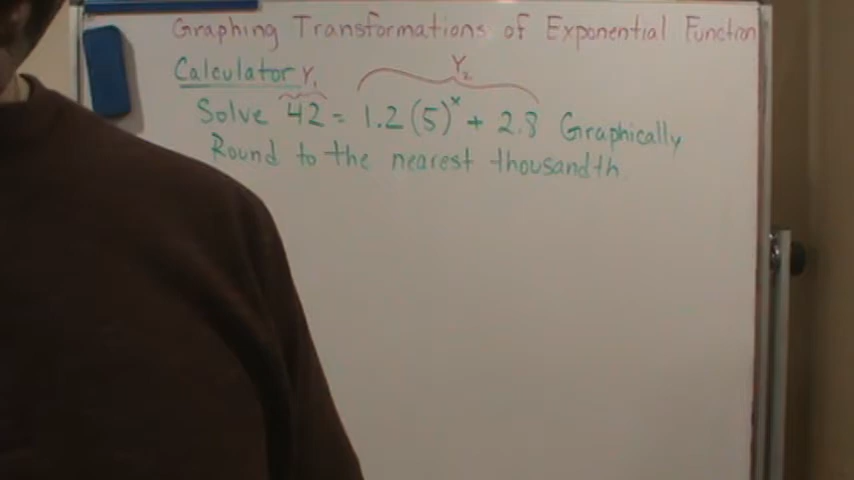 Graphing Transformations of Exponential Function
Calculator Y₁ Y₂
Solve 42 = 1.2(5)ˣ + 2.8 Graphically
Round to the nearest thousandth